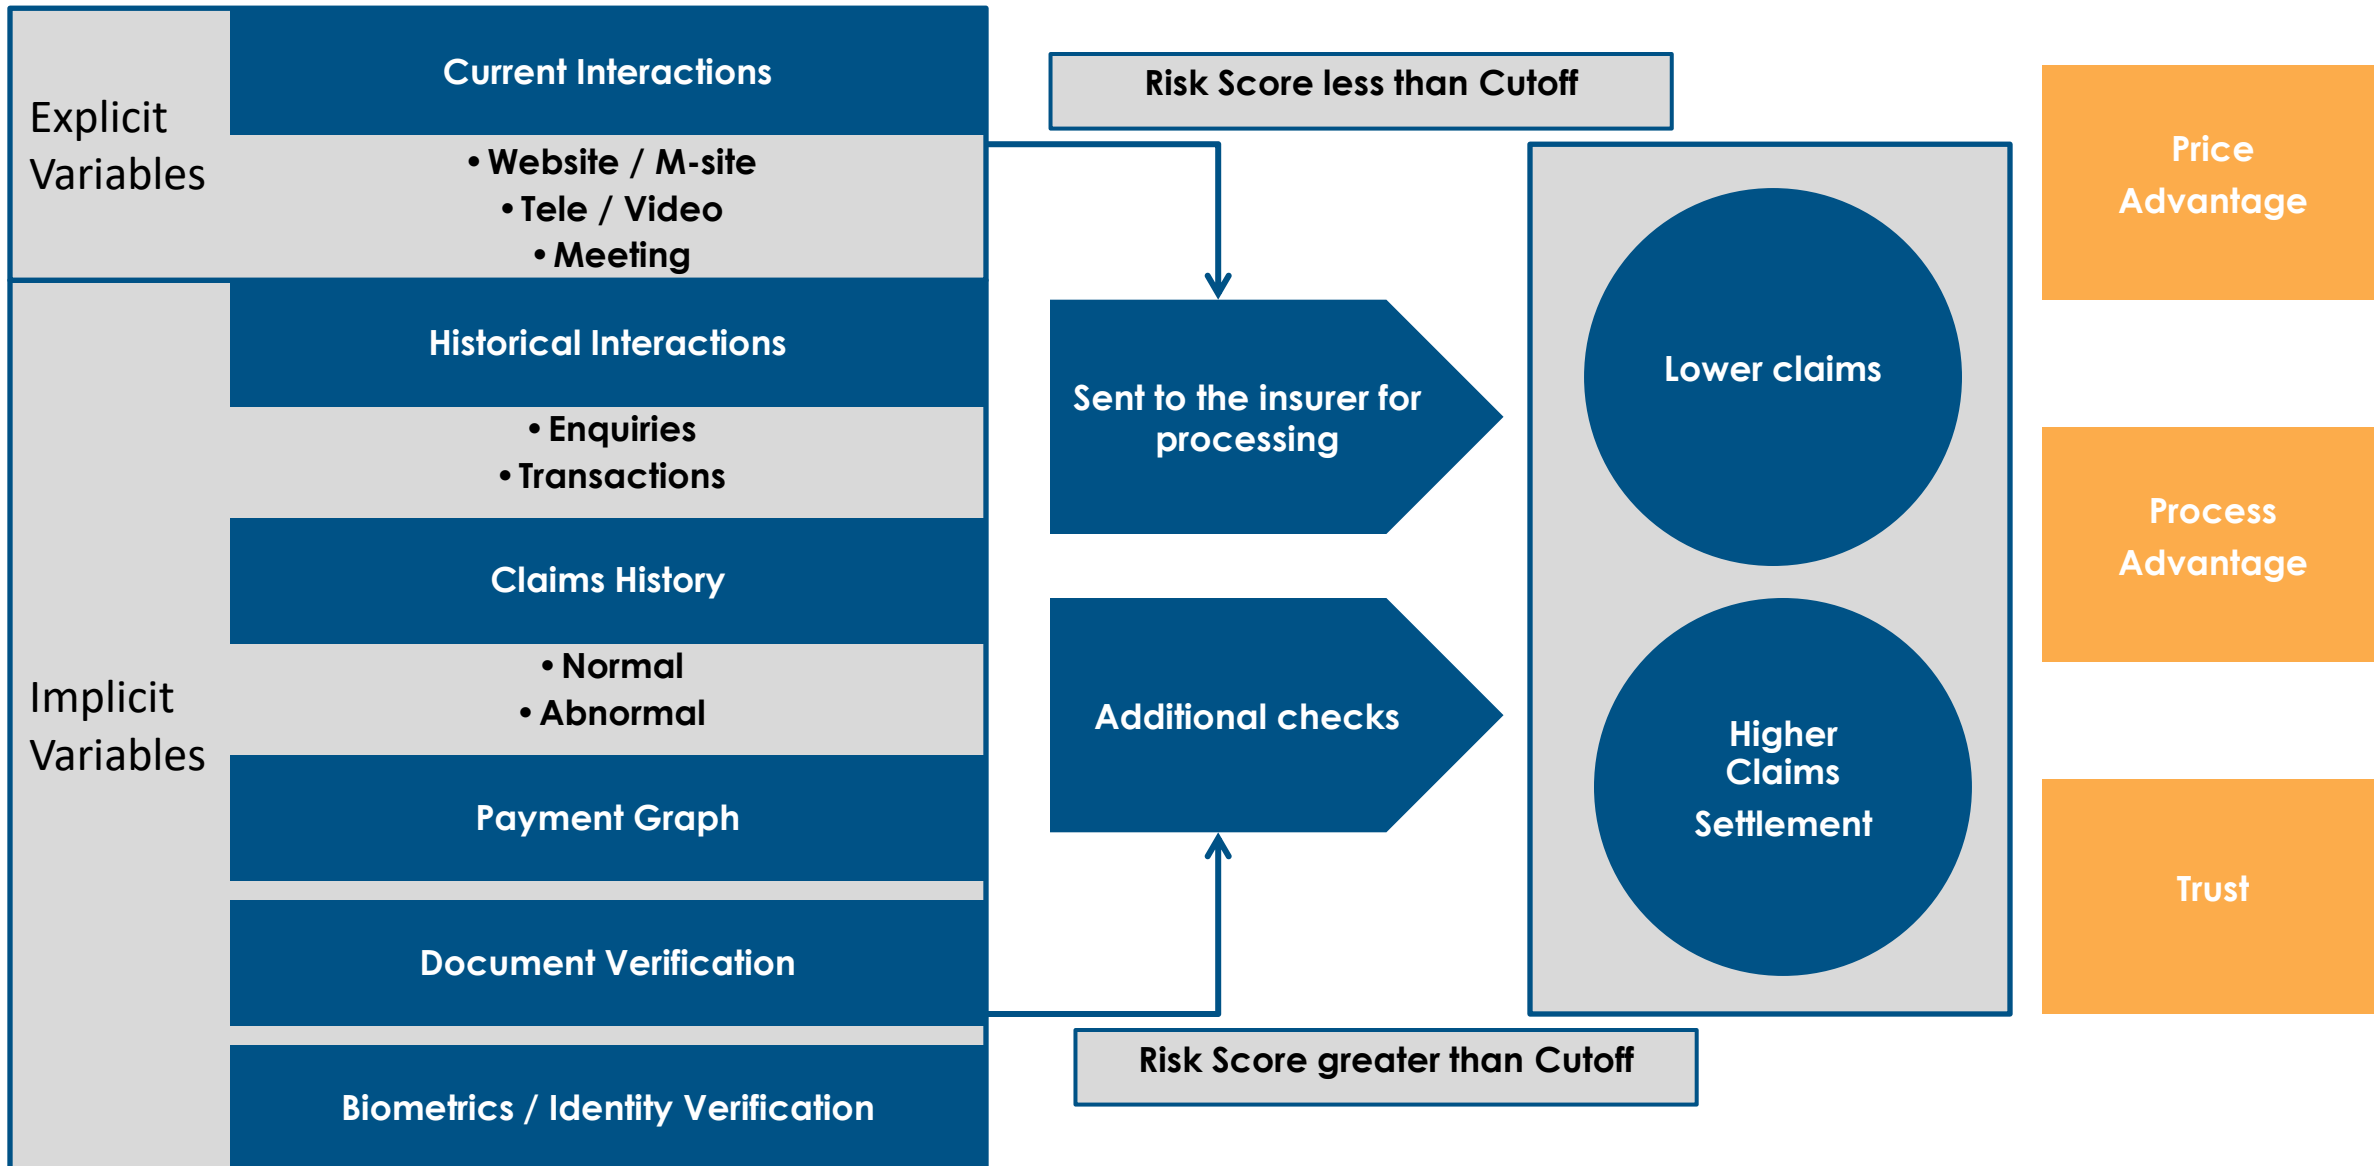 Explicit
Variables
Current Interactions
• Website / M-site
• Tele / Video
• Meeting
Implicit
Variables
Historical Interactions
• Enquiries
• Transactions
Claims History
• Normal
• Abnormal
Payment Graph
Document Verification
Biometrics / Identity Verification
Risk Score less than Cutoff
Sent to the insurer for
processing
Additional checks
Risk Score greater than Cutoff
Lower claims
Higher
Claims
Settlement
Price
Advantage
Process
Advantage
Trust